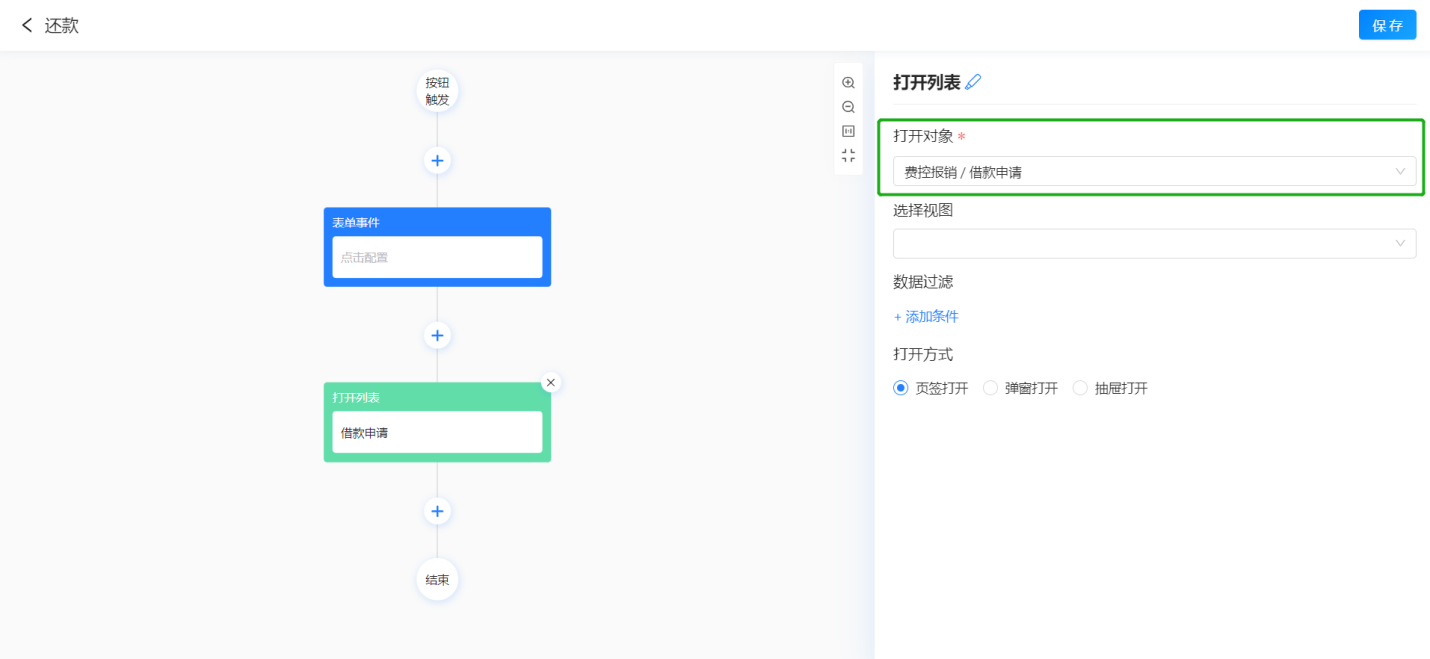 还款
保存
按钮
触发
表单事件
点击配置
打开列表
借款申请
结束
打开列表
打开对象 *
费控报销 / 借款申请
选择视图
数据过滤
+ 添加条件
打开方式
页签打开 弹窗打开 抽屉打开